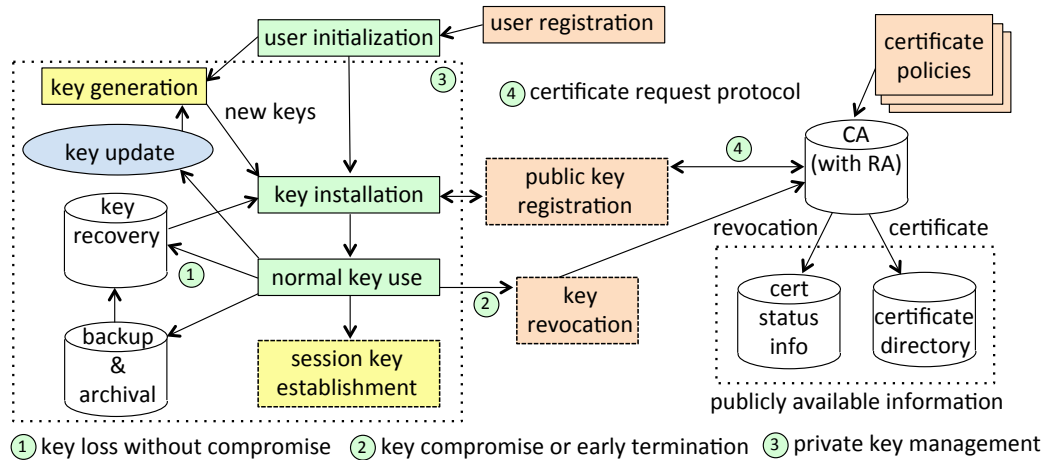 user initialization
user registration
certificate
policies
3
key generation
new keys
4 certificate request protocol
key update
CA
(with RA)
4
key installation
public key
registration
key
recovery
revocation
certificate
1
normal key use
2
key
revocation
cert
status
info
certificate
directory
backup
&
archival
session key
establishment
publicly available information
1 key loss without compromise
2 key compromise or early termination
3 private key management